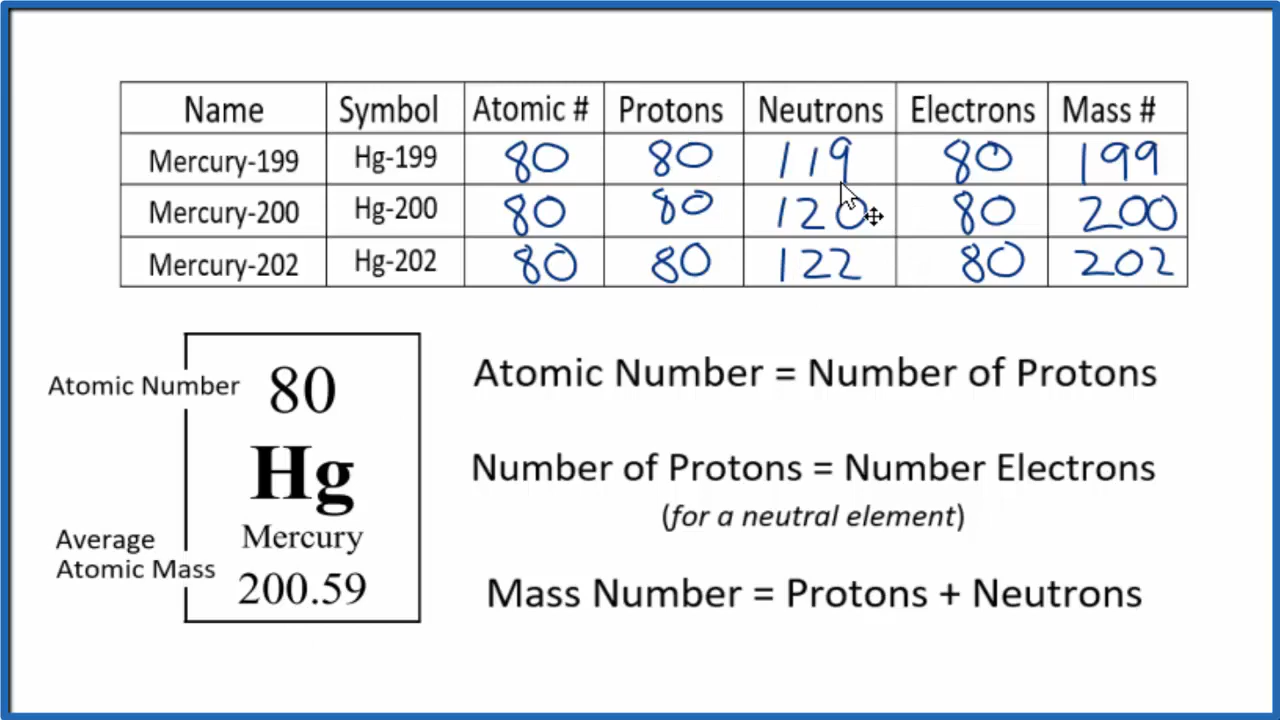 Name Symbol Atomic # Protons Neutrons Electrons Mass #
Mercury-199 Hg-199 80 80 119 80 199
Mercury-200 Hg-200 80 80 120 80 200
Mercury-202 Hg-202 80 80 122 80 202
Atomic Number
80
Hg
Mercury
200.59
Average
Atomic Mass
Atomic Number = Number of Protons
Number of Protons = Number Electrons
(for a neutral element)
Mass Number = Protons + Neutrons